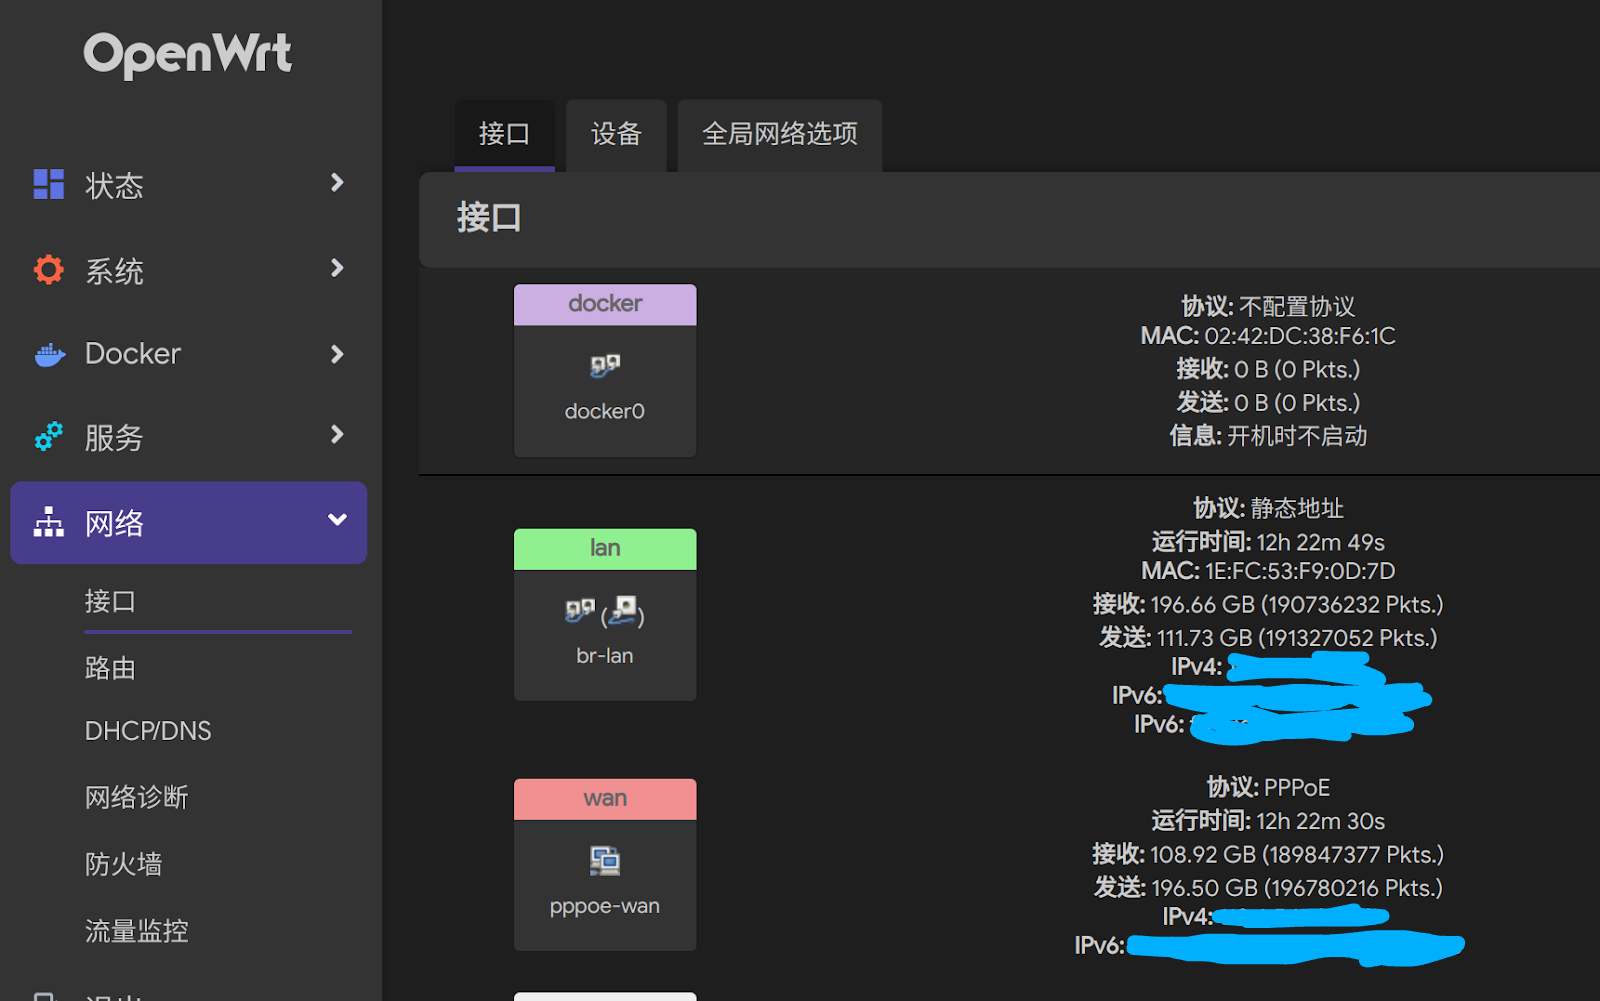 OpenWrt
状态
系统
Docker
服务
网络
接口
路由
DHCP/DNS
网络诊断
防火墙
流量监控
接口
设备
全局网络选项
接口
docker
docker0
协议: 不配置协议
MAC: 02:42:DC:38:F6:1C
接收: 0 B (0 Pkts.)
发送: 0 B (0 Pkts.)
信息: 开机时不启动
lan
br-lan
协议: 静态地址
运行时间: 12h 22m 49s
MAC: 1E:FC:53:F9:0D:7D
接收: 196.66 GB (190736232 Pkts.)
发送: 111.73 GB (191327052 Pkts.)
IPv4:
IPv6:
IPv6:
wan
pppoe-wan
协议: PPPoE
运行时间: 12h 22m 30s
接收: 108.92 GB (189847377 Pkts.)
发送: 196.50 GB (196780216 Pkts.)
IPv4:
IPv6: